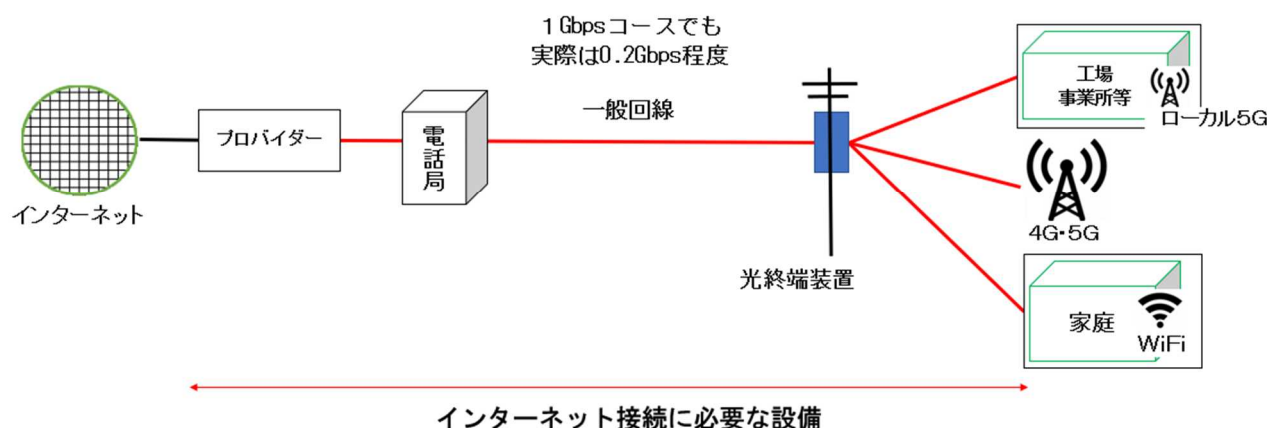 1Gbpsコースでも
実際は0.2Gbps程度
一般回線
インターネット
プロバイダー
電話局
光終端装置
工場
事業所等
ローカル5G
4G・5G
家庭
WiFi
インターネット接続に必要な設備